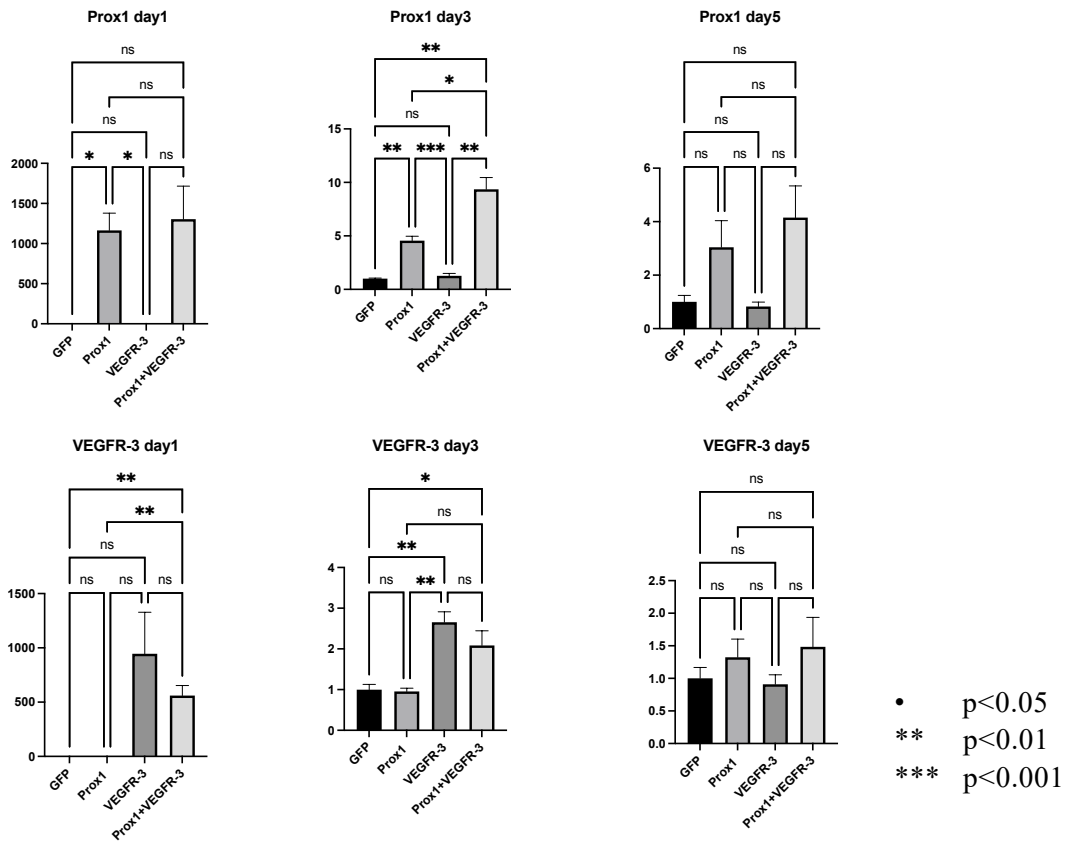 Prox1 day1
ns
ns
ns
* * ns
2000
1500
1000
500
0
GFP
Prox1
VEGFR-3
Prox1+VEGFR-3
Prox1 day3
**
*
ns
** *** **
15
10
5
0
GFP
Prox1
VEGFR-3
Prox1+VEGFR-3
Prox1 day5
ns
ns
ns
ns ns ns
6
4
2
0
GFP
Prox1
VEGFR-3
Prox1+VEGFR-3
VEGFR-3 day1
**
**
ns
ns ns ns
1500
1000
500
0
GFP
Prox1
VEGFR-3
Prox1+VEGFR-3
VEGFR-3 day3
*
ns
**
ns ** ns
4
3
2
1
0
GFP
Prox1
VEGFR-3
Prox1+VEGFR-3
VEGFR-3 day5
ns
ns
ns
ns ns ns
2.5
2.0
1.5
1.0
0.5
0.0
GFP
Prox1
VEGFR-3
Prox1+VEGFR-3
• p<0.05
** p<0.01
*** p<0.001